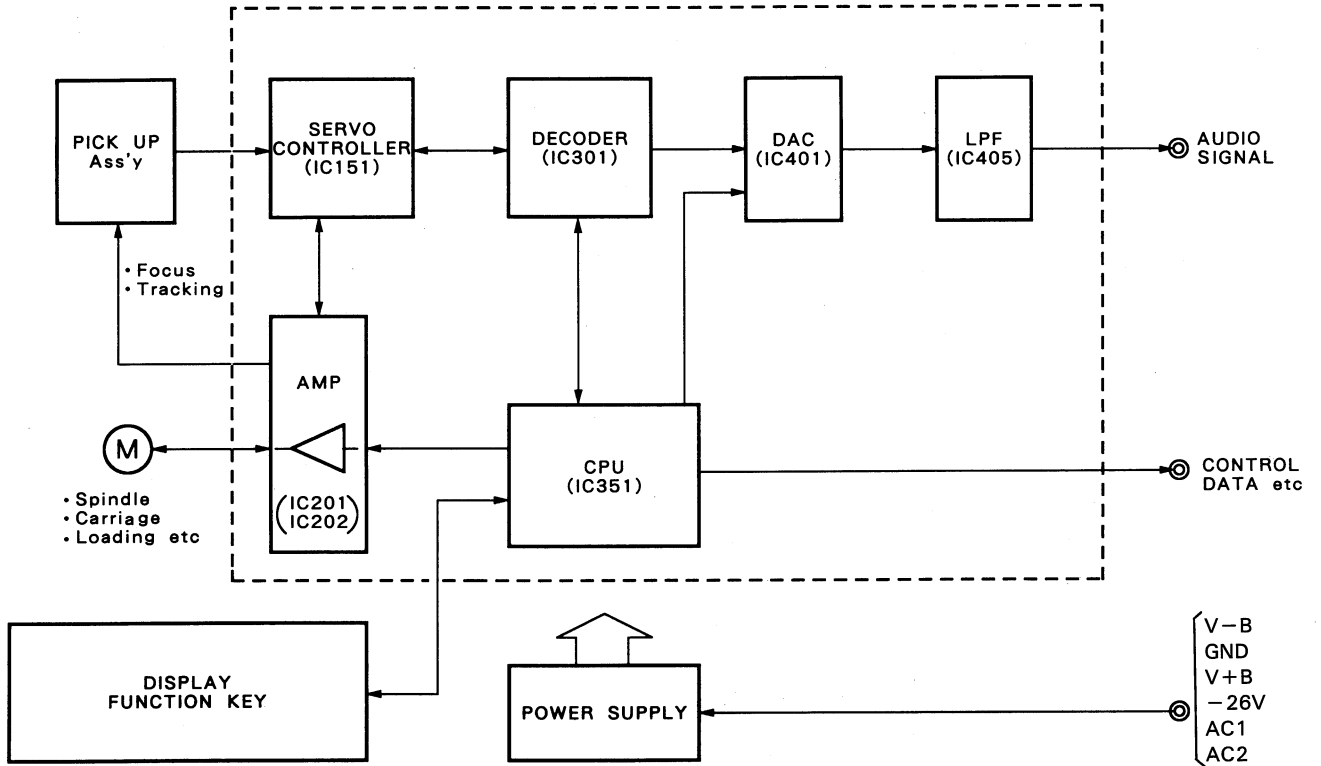 PICK UP
Ass'y
SERVO
CONTROLLER
(IC151)
DECODER
(IC301)
DAC
(IC401)
LPF
(IC405)
AUDIO
SIGNAL
• Focus
• Tracking
AMP
(IC201
IC202)
M
• Spindle
• Carriage
• Loading etc
CPU
(IC351)
CONTROL
DATA etc
DISPLAY
FUNCTION KEY
POWER SUPPLY
V−B
GND
V+B
−26V
AC1
AC2